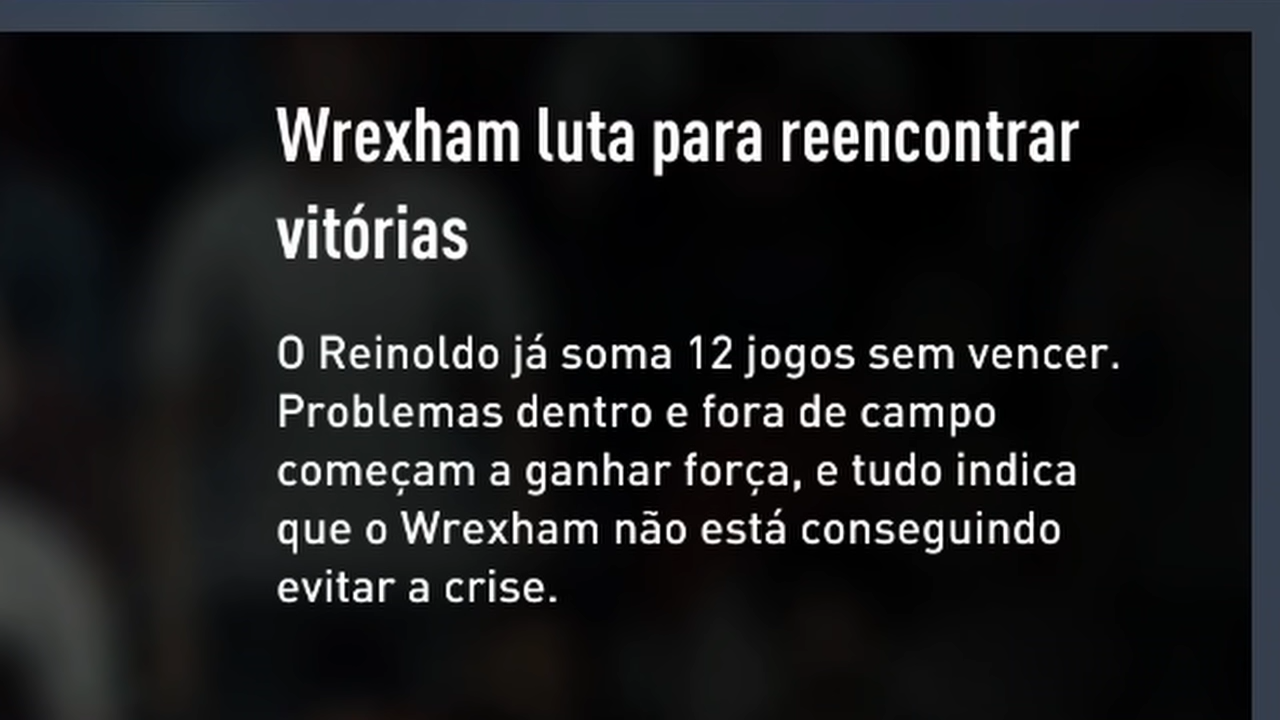 Wrexham luta para reencontrar
vitórias
O Reinoldo já soma 12 jogos sem vencer.
Problemas dentro e fora de campo
começam a ganhar força, e tudo indica
que o Wrexham não está conseguindo
evitar a crise.